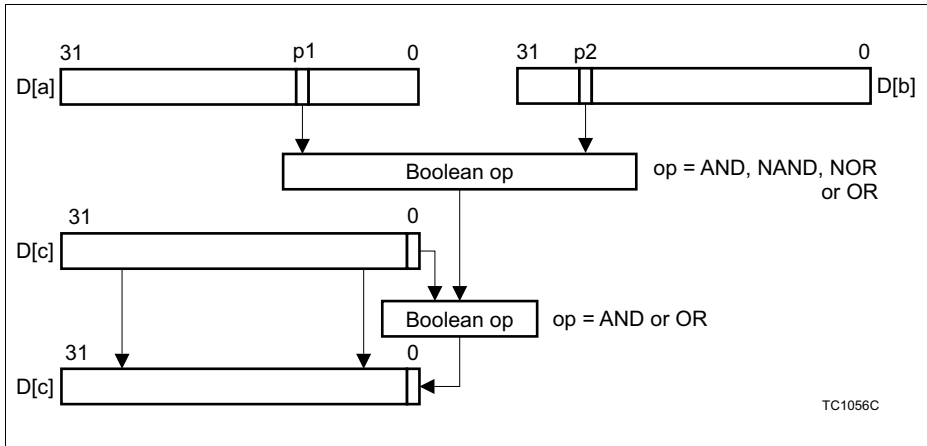 31 p1 0 31 p2 0
D[a] D[b]
Boolean op op = AND, NAND, NOR
or OR
31 0
D[c]
Boolean op op = AND or OR
31 0
D[c]
TC1056C